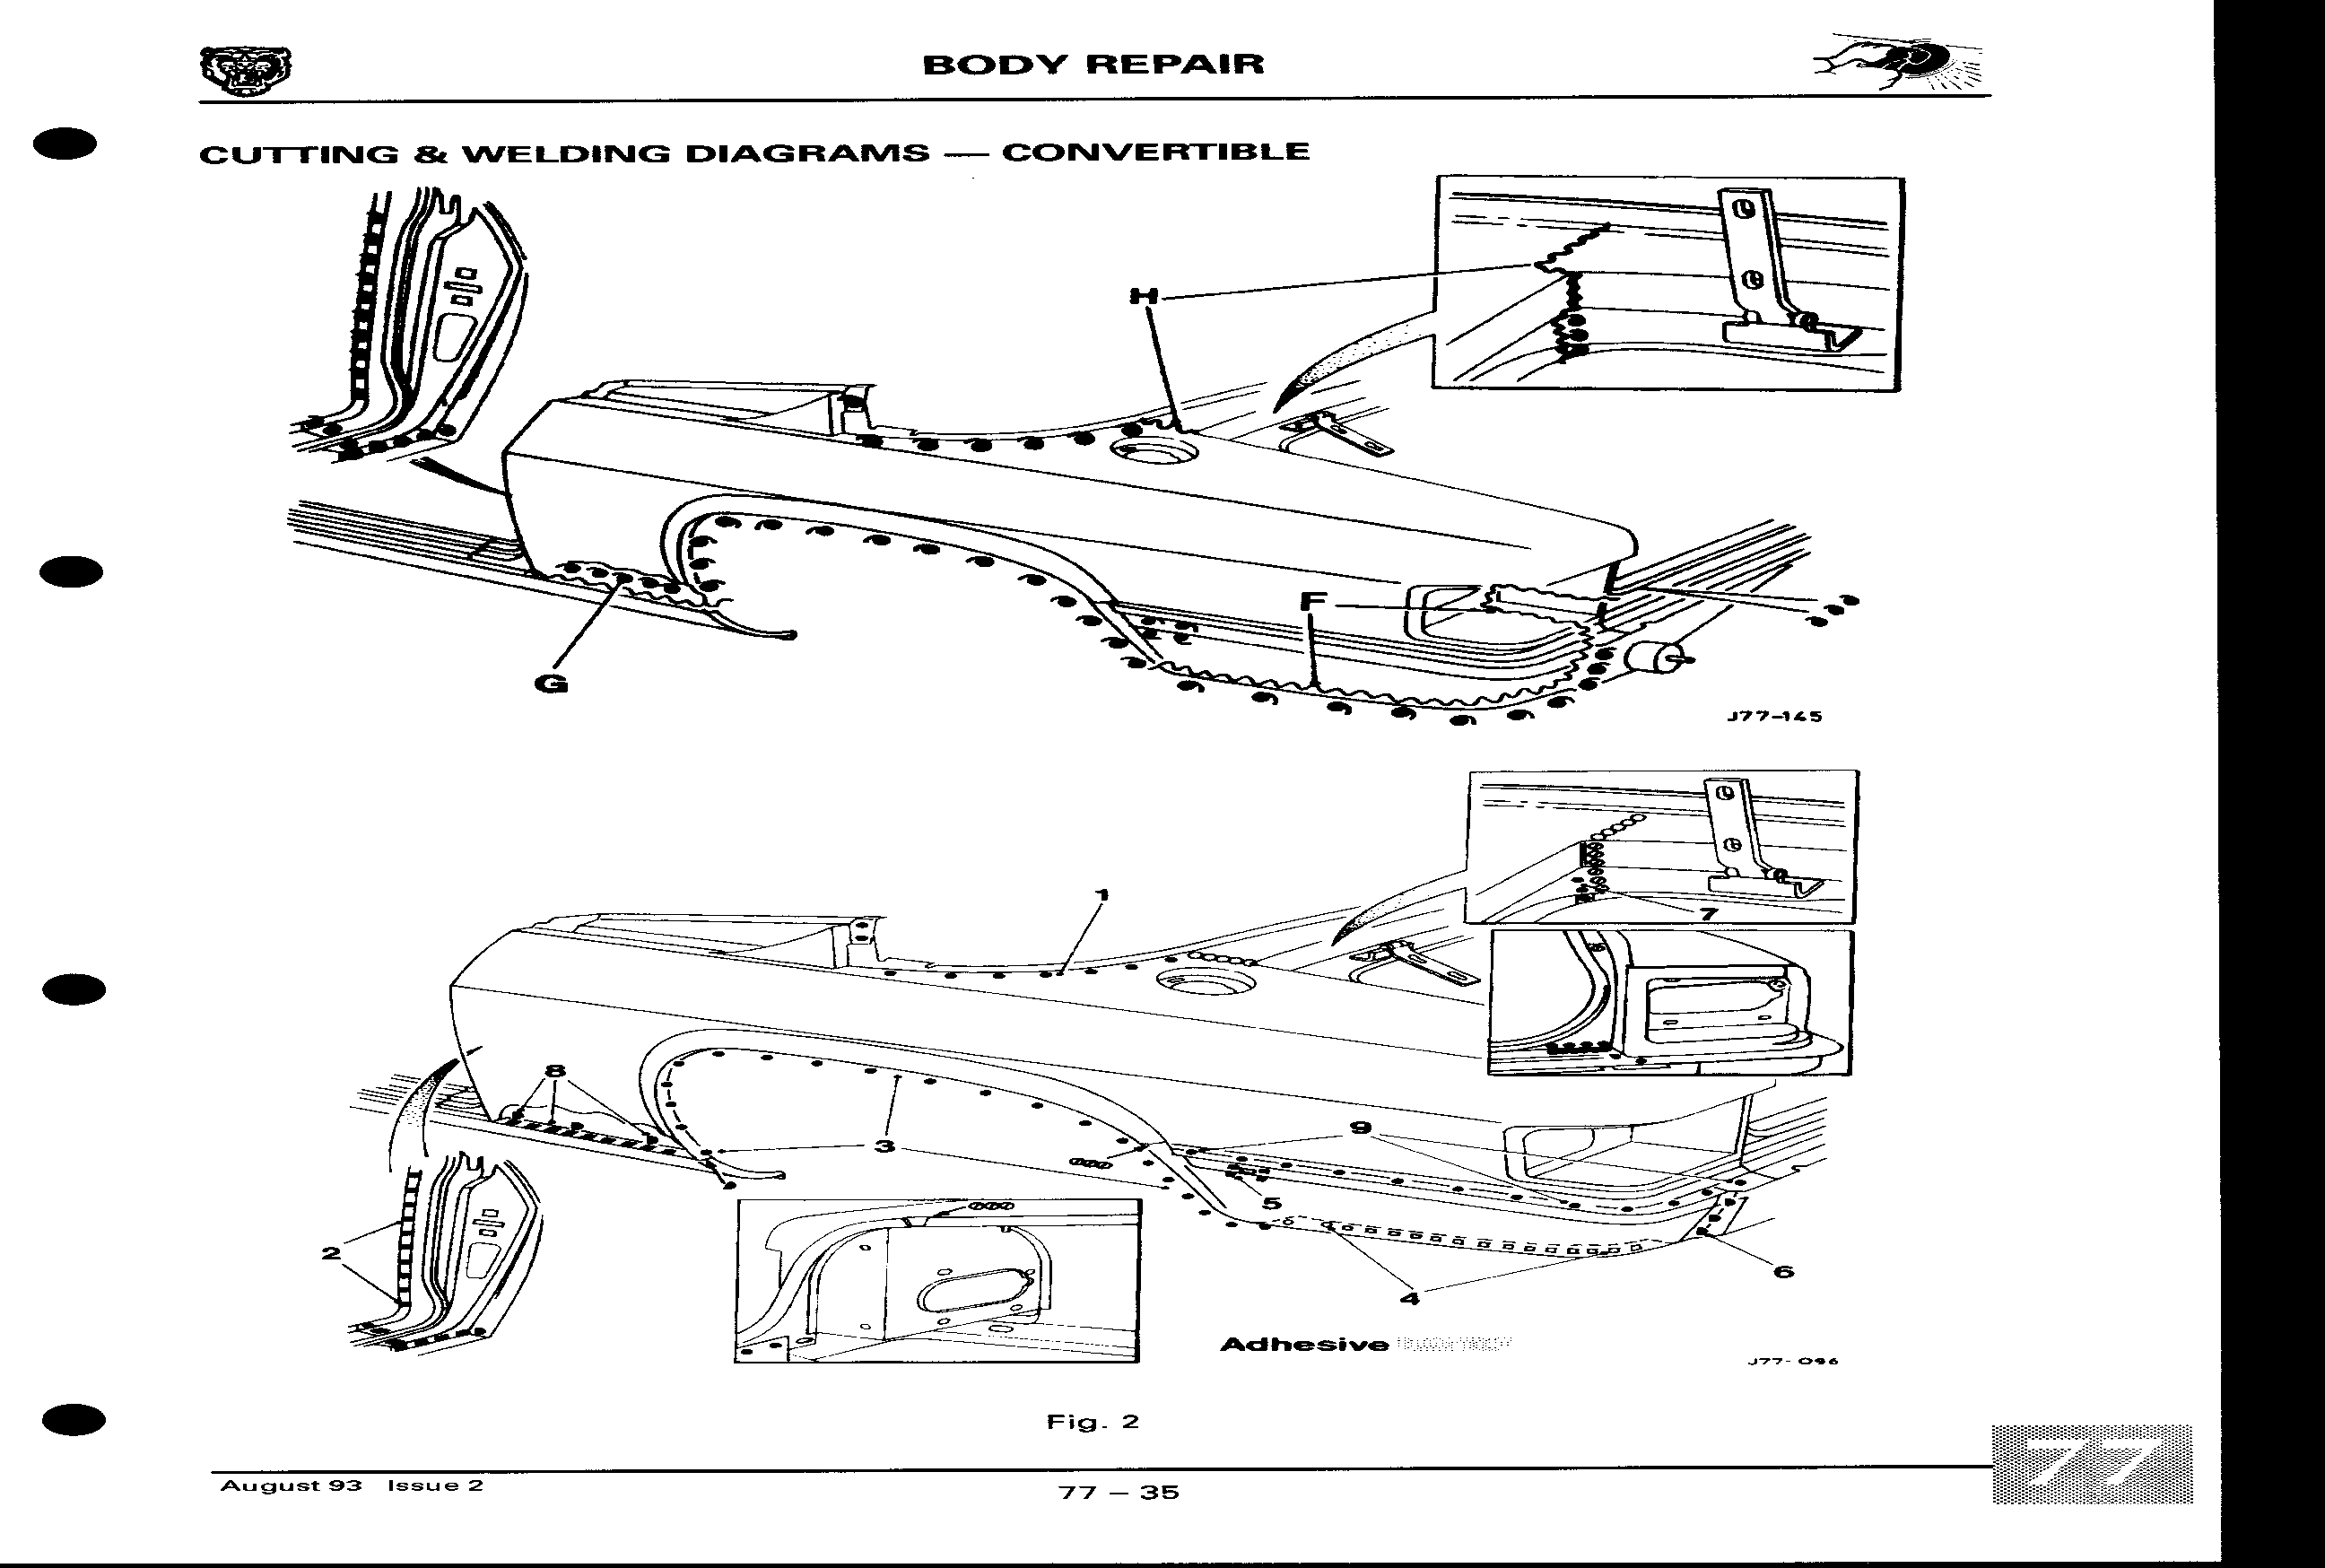 BODY REPAIR
CUTTING & WELDING DIAGRAMS — CONVERTIBLE
H
F
G
J77-145
1
7
8
3
9
5
2
6
4
Adhesive
J77-096
Fig. 2
77
August 93 Issue 2
77 – 35